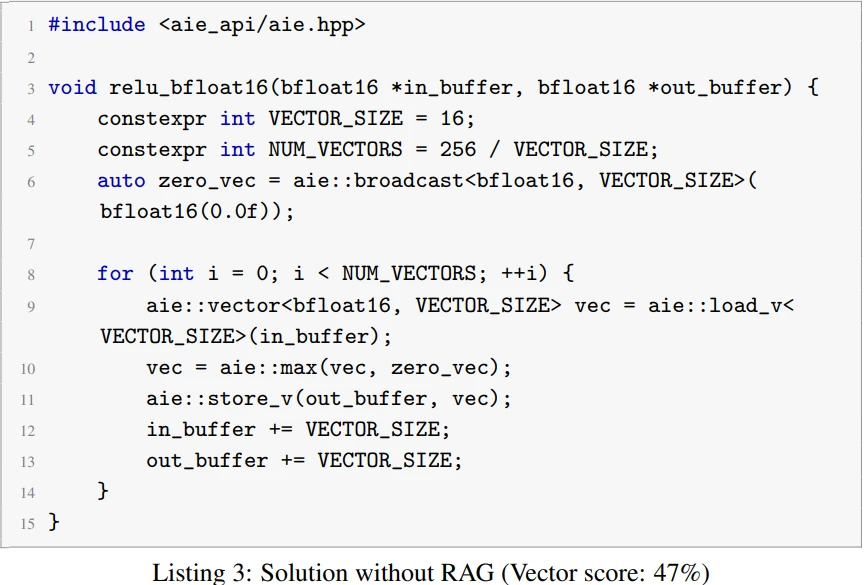 1 #include <aie_api/aie.hpp>
2
3 void relu_bfloat16(bfloat16 *in_buffer, bfloat16 *out_buffer) {
4     constexpr int VECTOR_SIZE = 16;
5     constexpr int NUM_VECTORS = 256 / VECTOR_SIZE;
6     auto zero_vec = aie::broadcast<bfloat16, VECTOR_SIZE>(
    bfloat16(0.0f));
7
8     for (int i = 0; i < NUM_VECTORS; ++i) {
9         aie::vector<bfloat16, VECTOR_SIZE> vec = aie::load_v<
    VECTOR_SIZE>(in_buffer);
10         vec = aie::max(vec, zero_vec);
11         aie::store_v(out_buffer, vec);
12         in_buffer += VECTOR_SIZE;
13         out_buffer += VECTOR_SIZE;
14     }
15 }
Listing 3: Solution without RAG (Vector score: 47%)